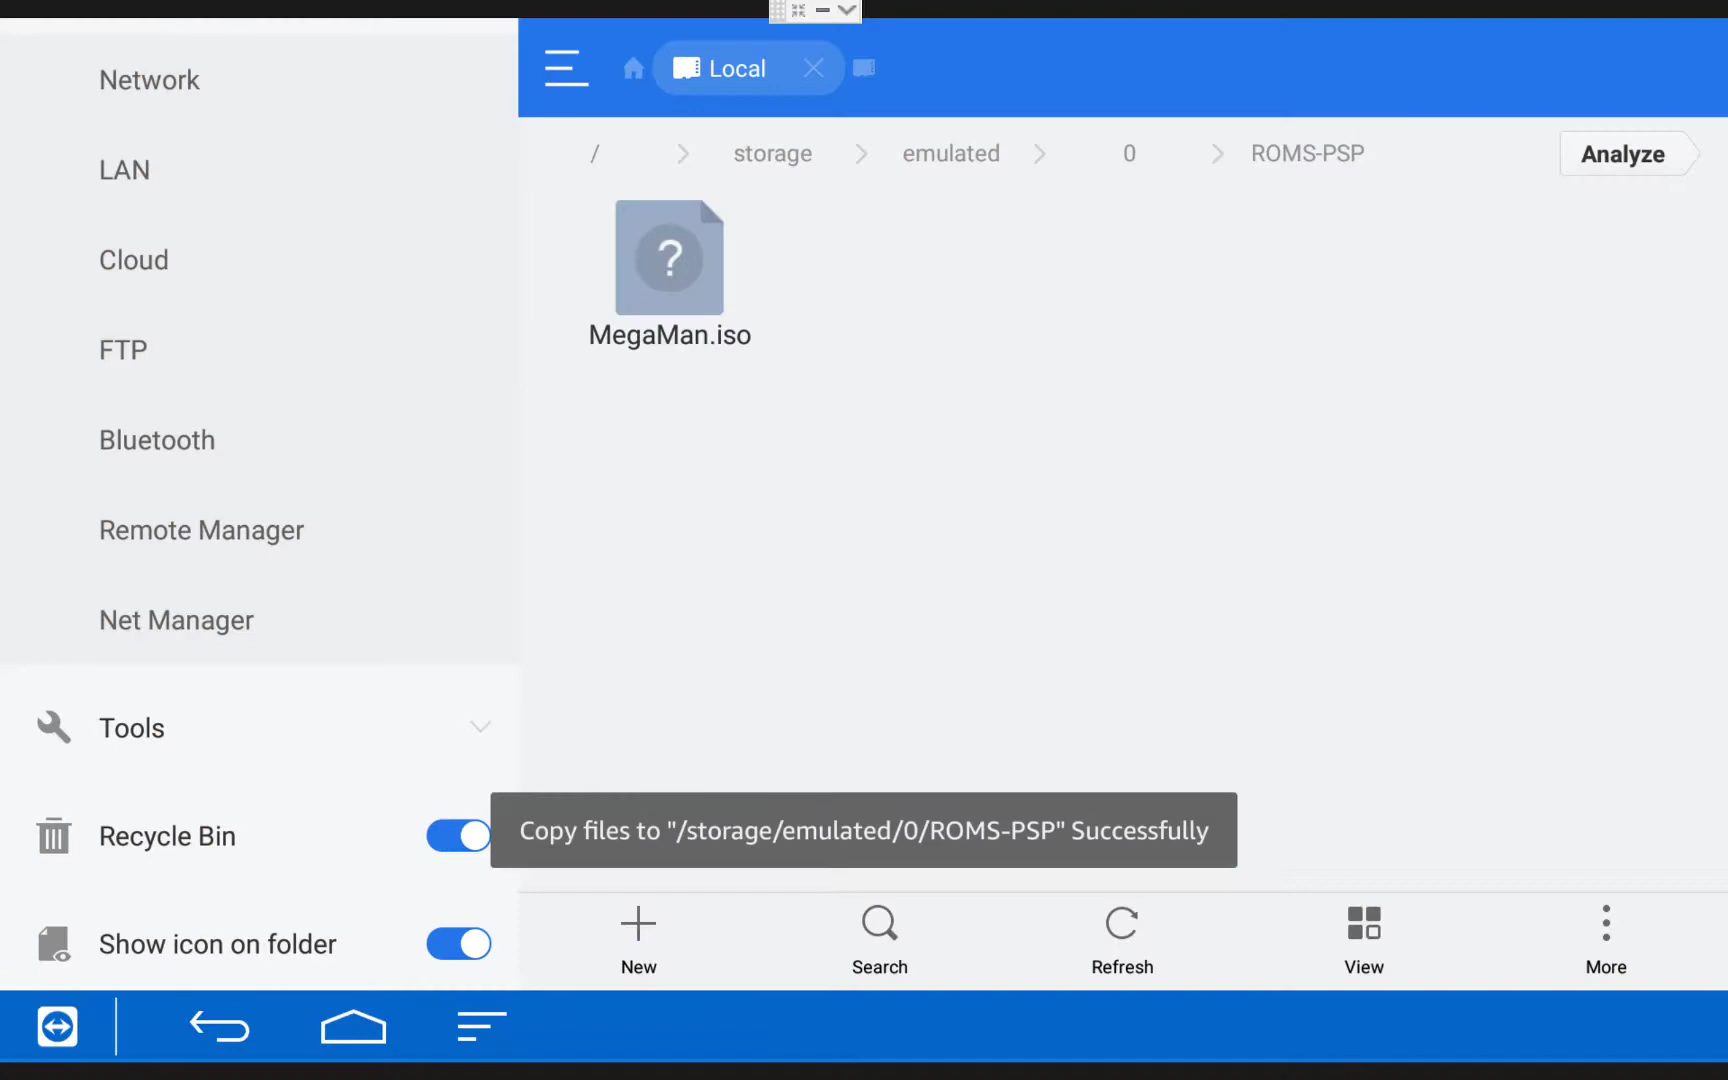 Network
LAN
Cloud
FTP
Bluetooth
Remote Manager
Net Manager
Tools
Recycle Bin
Show icon on folder
Local
/ storage emulated 0 ROMS-PSP
Analyze
?
MegaMan.iso
Copy files to "/storage/emulated/0/ROMS-PSP" Successfully
New Search Refresh View More